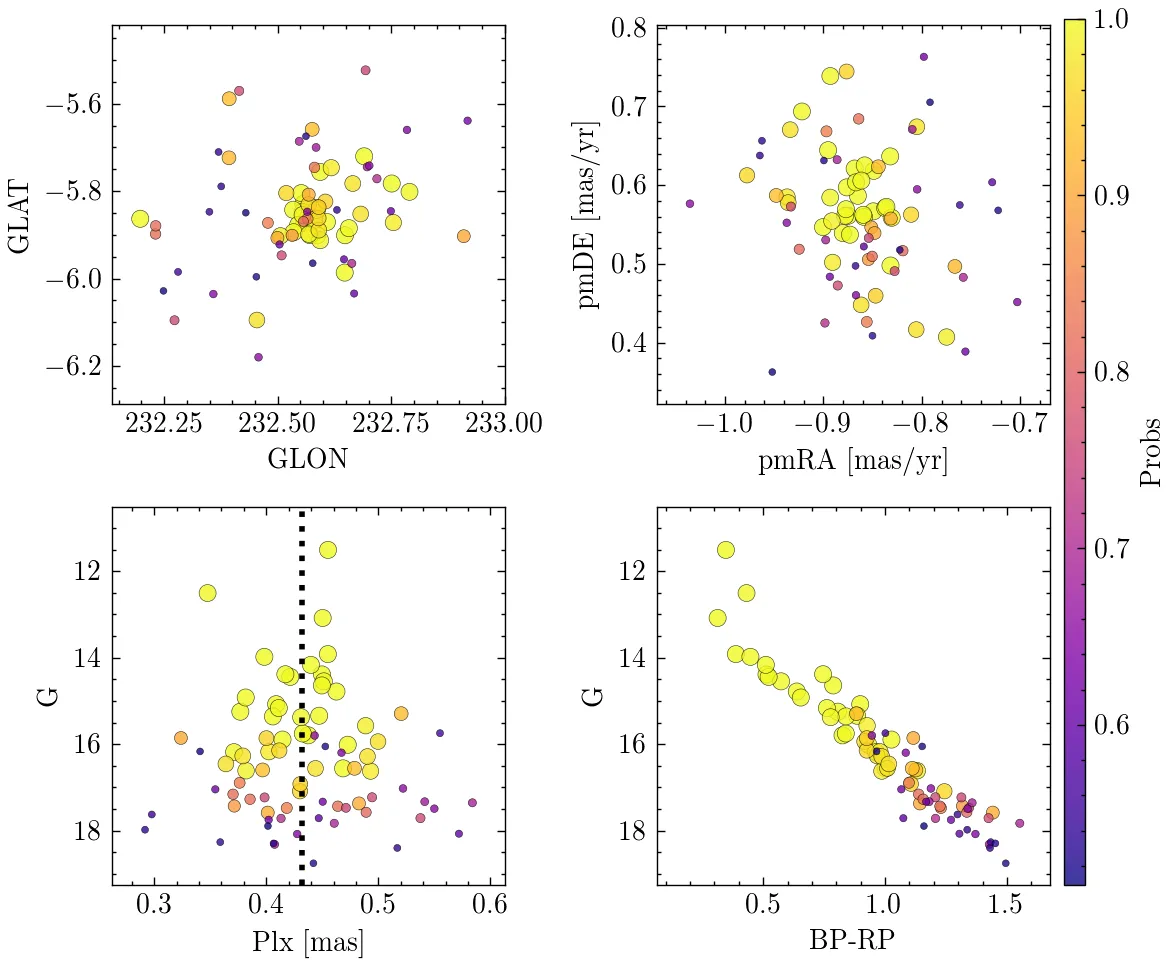 −5.6
−5.8
−6.0
−6.2
GLAT
232.25 232.50 232.75 233.00
GLON
0.8
0.7
0.6
0.5
0.4
pmDE [mas/yr]
−1.0 −0.9 −0.8 −0.7
pmRA [mas/yr]
1.0
0.9
0.8
0.7
0.6
Probs
12
14
16
18
G
0.3 0.4 0.5 0.6
Plx [mas]
12
14
16
18
G
0.5 1.0 1.5
BP-RP